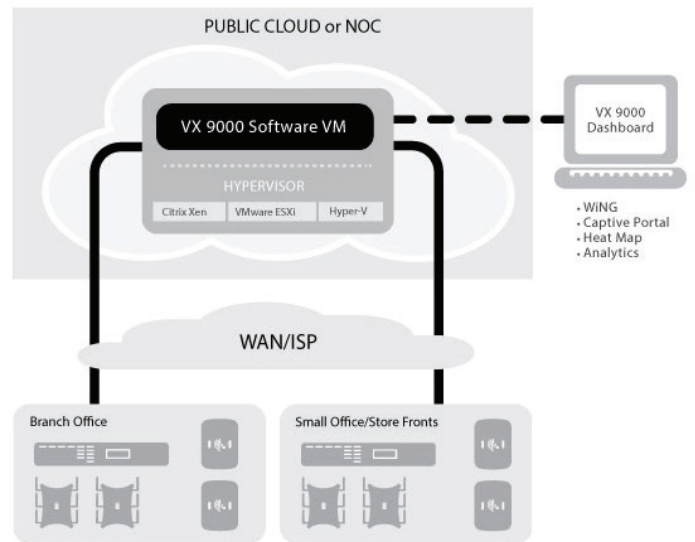 PUBLIC CLOUD or NOC
VX 9000 Software VM
HYPERVISOR
Citrix Xen
VMware ESXi
Hyper-V
VX 9000
Dashboard
• WiNG
• Captive Portal
• Heat Map
• Analytics
WAN/ISP
Branch Office
Small Office/Store Fronts